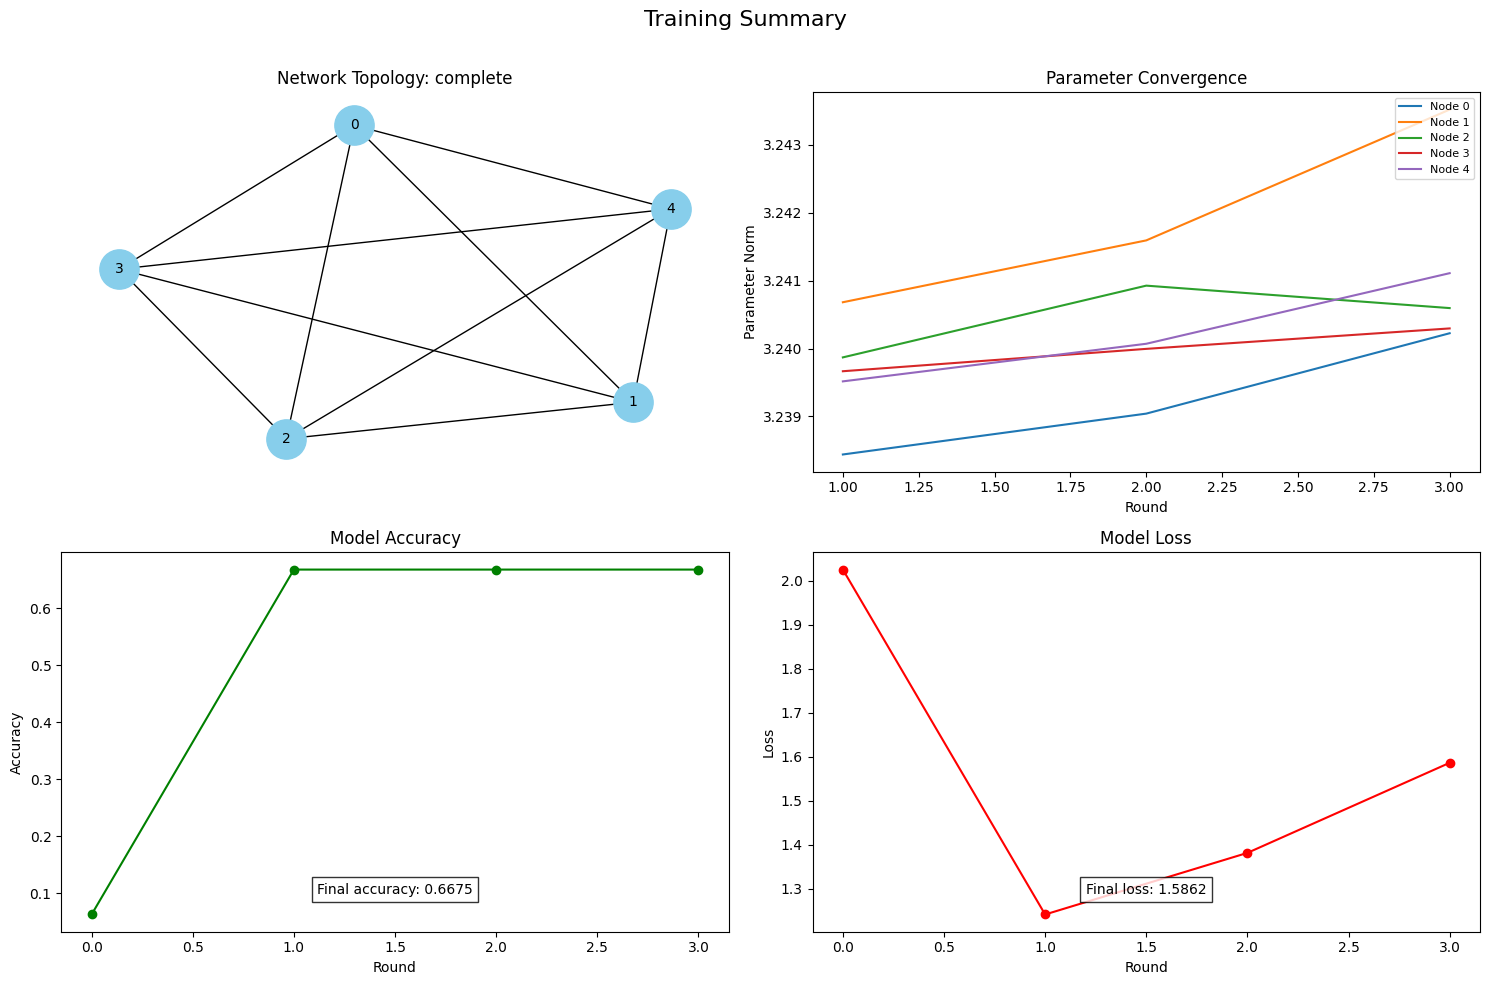 Training Summary
Network Topology: complete
0
4
3
1
2
Parameter Convergence
Node 0
Node 1
Node 2
Node 3
Node 4
3.243
3.242
3.241
3.240
3.239
Parameter Norm
1.00 1.25 1.50 1.75 2.00 2.25 2.50 2.75 3.00
Round
Model Accuracy
0.6
0.5
0.4
0.3
0.2
0.1
Accuracy
Final accuracy: 0.6675
0.0 0.5 1.0 1.5 2.0 2.5 3.0
Round
Model Loss
2.0
1.9
1.8
1.7
1.6
1.5
1.4
1.3
Loss
Final loss: 1.5862
0.0 0.5 1.0 1.5 2.0 2.5 3.0
Round